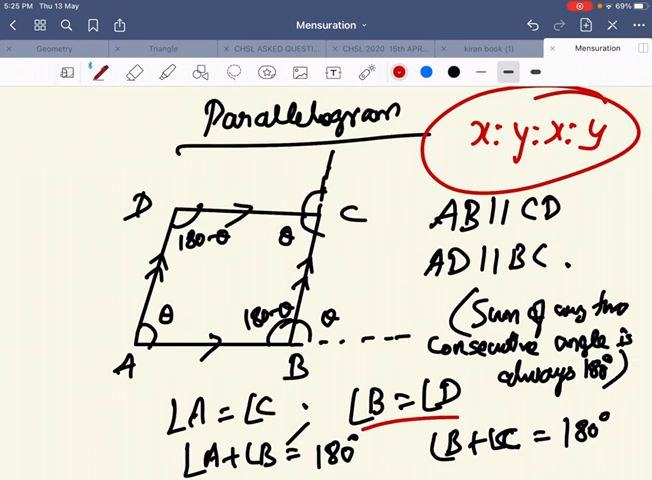 5:25 PM Thu 13 May
69%
Mensuration
Geometry
Triangle
CHSL ASKED QUESTI...
CHSL 2020 15th APR...
kiran book (1)
Mensuration
Parallelogram
x : y : x : y
D
C
180-θ
θ
AB || CD
AD || BC.
θ
180-θ
θ
A
B
(Sum of any two
consecutive angle is
always 180°)
∠A = ∠C.
∠B = ∠D
∠A + ∠B = 180°
∠B + ∠C = 180°